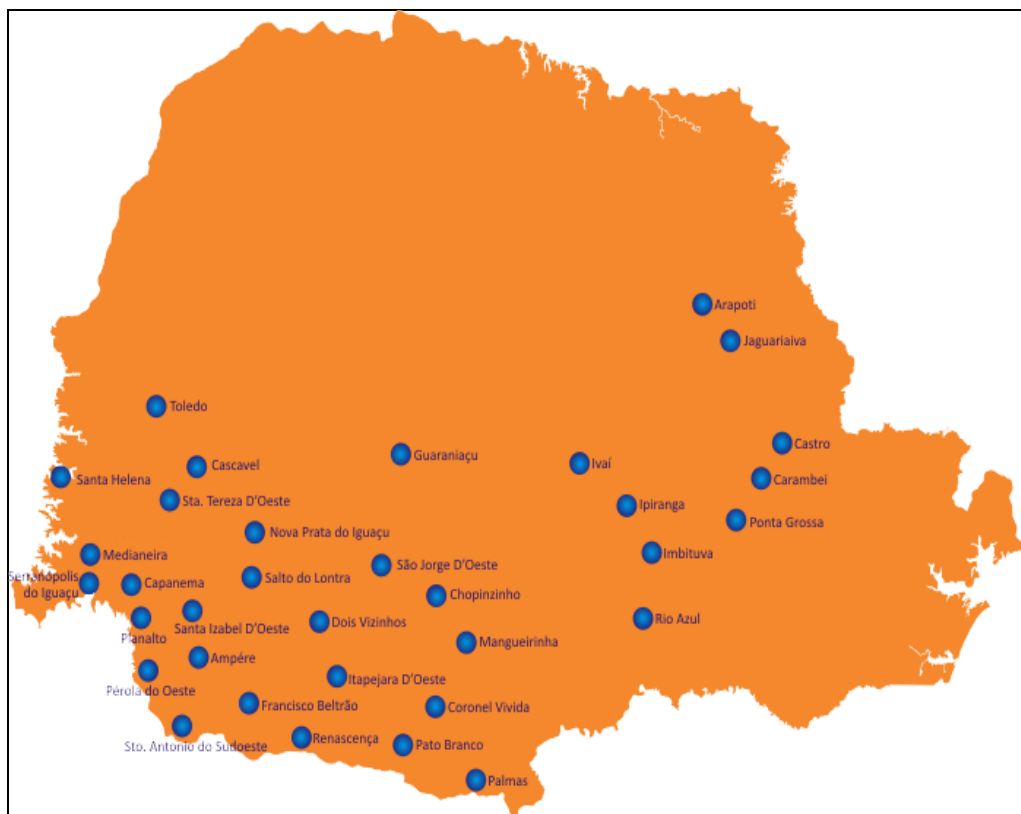 Arapoti
Jaguariaiva
Toledo
Castro
Guaraniaçu
Ivaí
Cascavel
Santa Helena
Carambei
Sta. Tereza D'Oeste
Ipiranga
Ponta Grossa
Nova Prata do Iguaçu
Imbituva
Medianeira
São Jorge D'Oeste
Serranópolis
do Iguaçu
Capanema
Salto do Lontra
Chopinzinho
Rio Azul
Planalto
Santa Izabel D'Oeste
Dois Vizinhos
Mangueirinha
Ampére
Itapejara D'Oeste
Pérola do Oeste
Francisco Beltrão
Coronel Vivida
Sto. Antonio do Sudoeste
Renascença
Pato Branco
Palmas